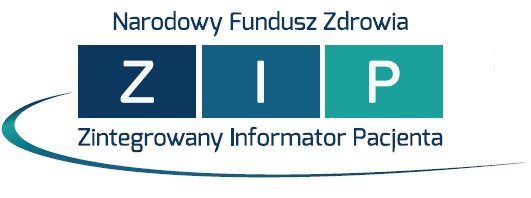 Narodowy Fundusz Zdrowia
Z I P
Zintegrowany Informator Pacjenta